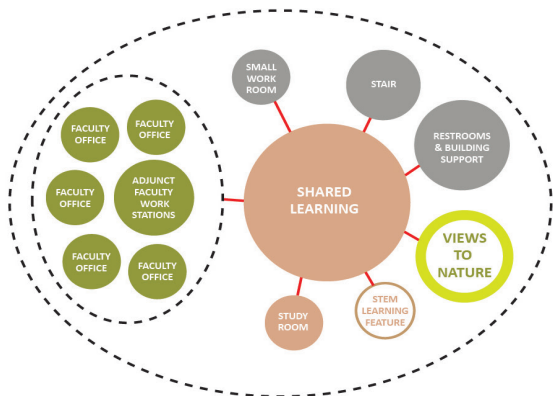 SMALL
WORK
ROOM
STAIR
RESTROOMS
& BUILDING
SUPPORT
FACULTY
OFFICE
FACULTY
OFFICE
FACULTY
OFFICE
ADJUNCT
FACULTY
WORK
STATIONS
FACULTY
OFFICE
FACULTY
OFFICE
SHARED
LEARNING
VIEWS
TO
NATURE
STUDY
ROOM
STEM
LEARNING
FEATURE